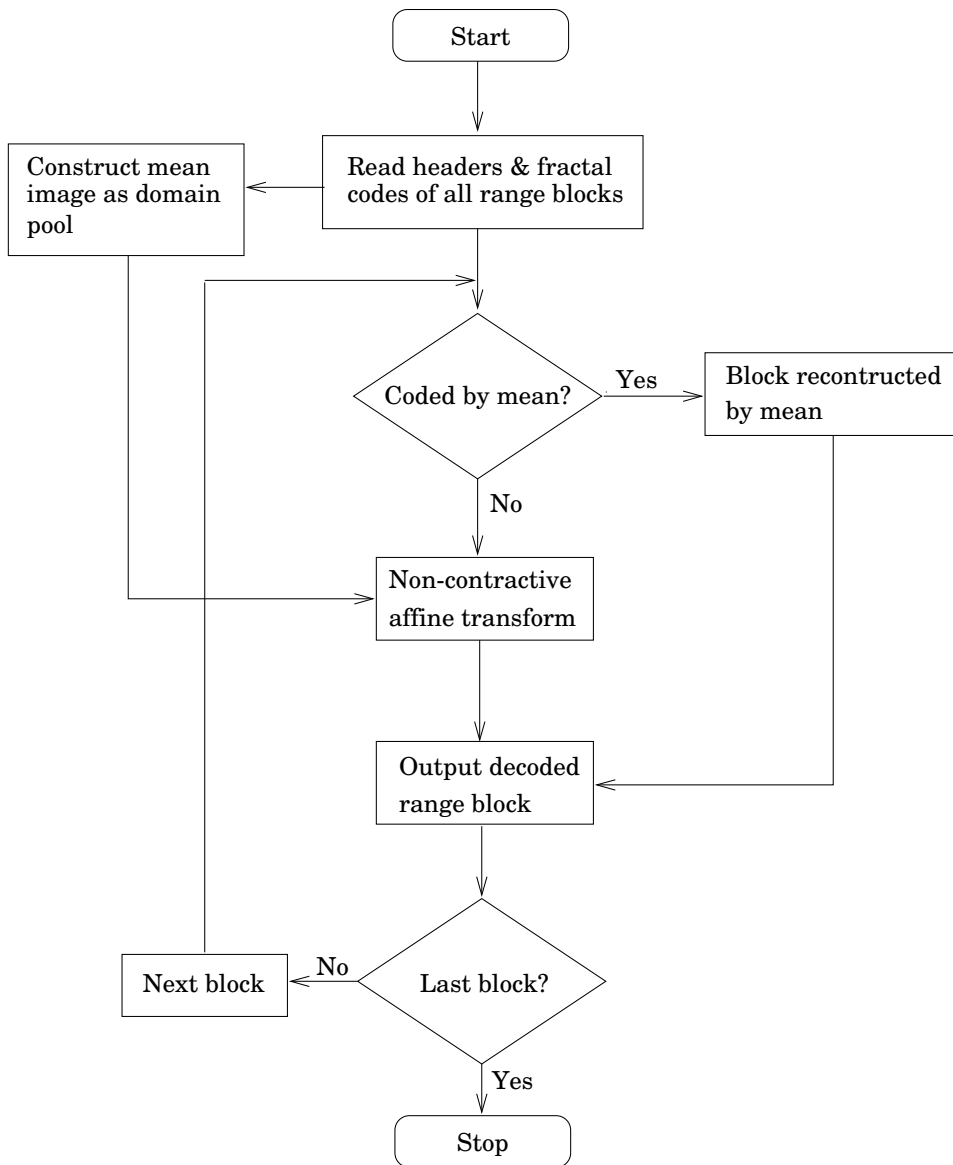 Start
Construct mean
image as domain
pool
Read headers & fractal
codes of all range blocks
Coded by mean?
Yes
Block recontructed
by mean
No
Non-contractive
affine transform
Output decoded
range block
Next block
No
Last block?
Yes
Stop